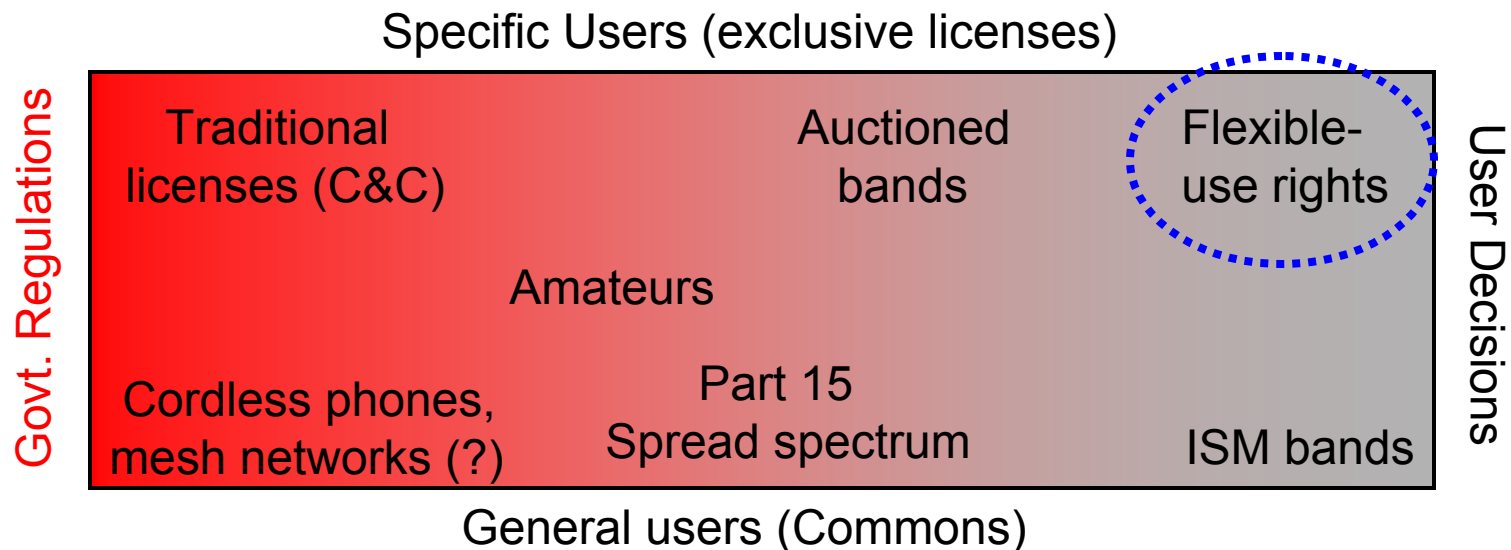 Specific Users (exclusive licenses)
Govt. Regulations
Traditional
licenses (C&C)
Auctioned
bands
Flexible-
use rights
User Decisions
Amateurs
Cordless phones,
mesh networks (?)
Part 15
Spread spectrum
ISM bands
General users (Commons)